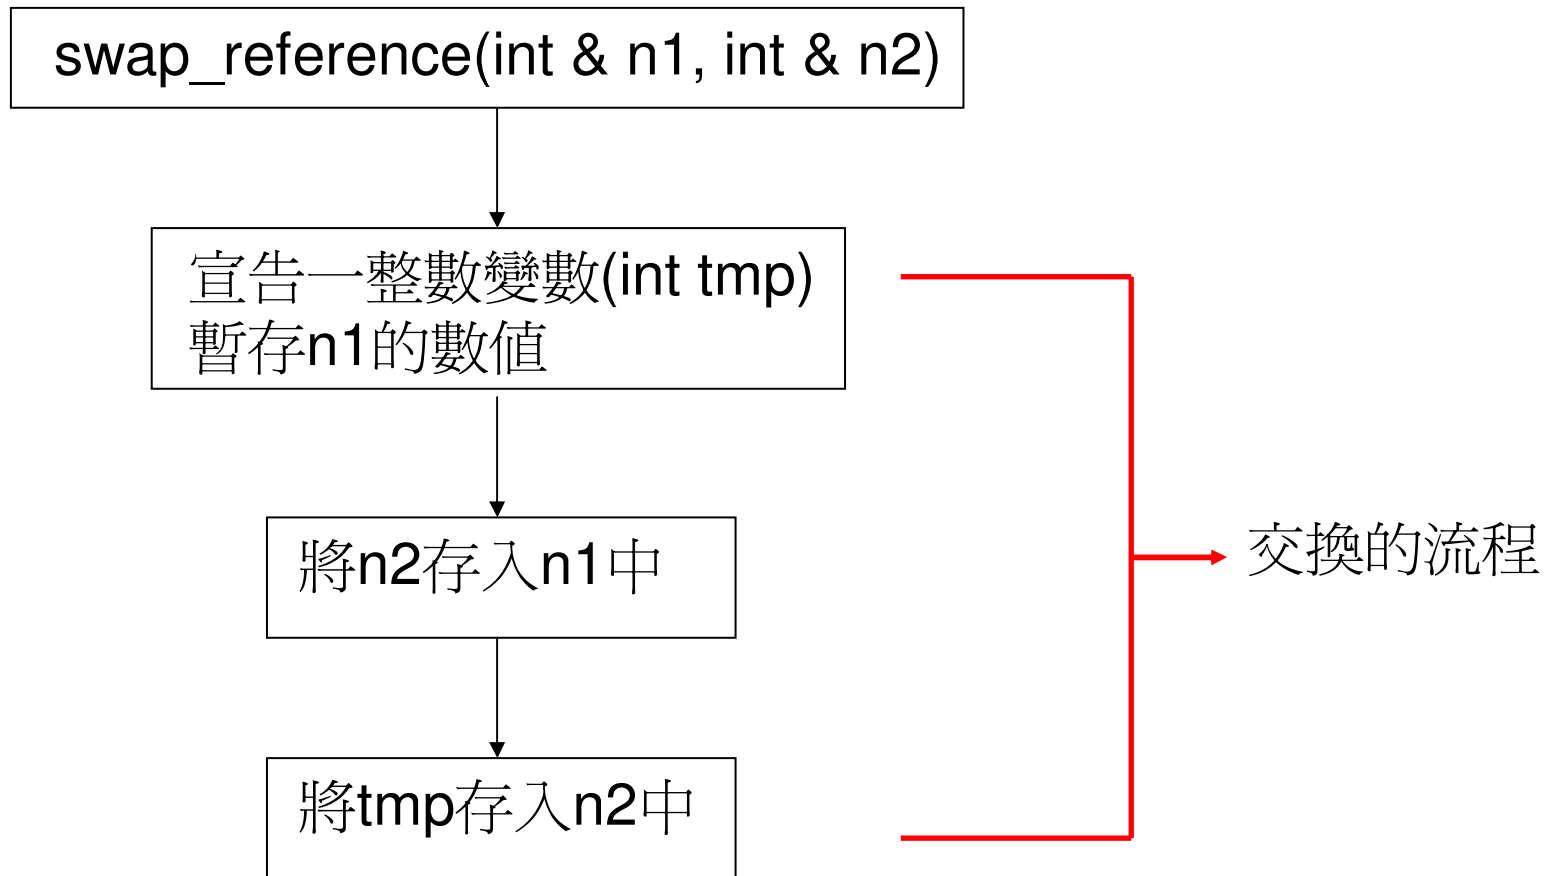 swap_reference(int & n1, int & n2)
宣告一整數變數(int tmp)
暫存n1的數值
將n2存入n1中
交換的流程
將tmp存入n2中